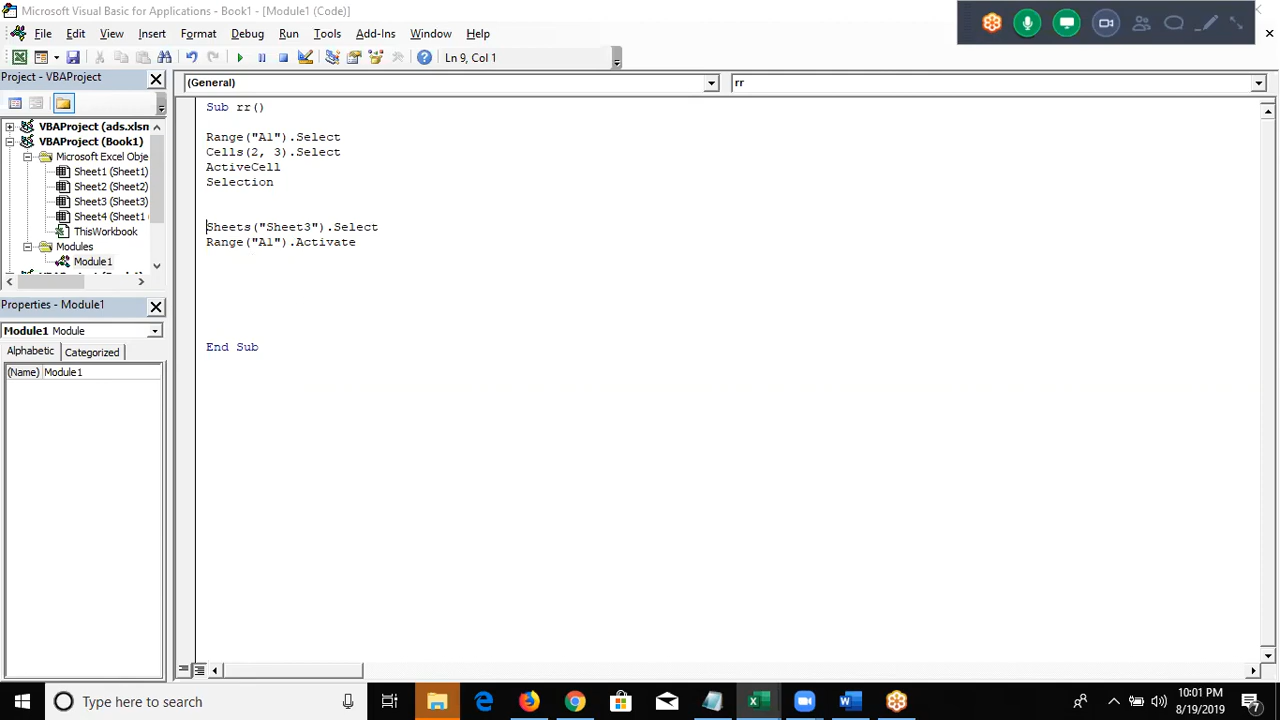 Microsoft Visual Basic for Applications - Book1 - [Module1 (Code)]
File Edit View Insert Format Debug Run Tools Add-Ins Window Help
Ln 9, Col 1
Project - VBAProject
(General)
rr
VBAProject (ads.xlsn
VBAProject (Book1)
Microsoft Excel Obje
Sheet1 (Sheet1)
Sheet2 (Sheet2)
Sheet3 (Sheet3)
Sheet4 (Sheet1
ThisWorkbook
Modules
Module1
Properties - Module1
Module1 Module
Alphabetic Categorized
(Name) Module1
Sub rr()
Range("A1").Select
Cells(2, 3).Select
ActiveCell
Selection
Sheets("Sheet3").Select
Range("A1").Activate
End Sub
Type here to search
10:01 PM
8/19/2019
7